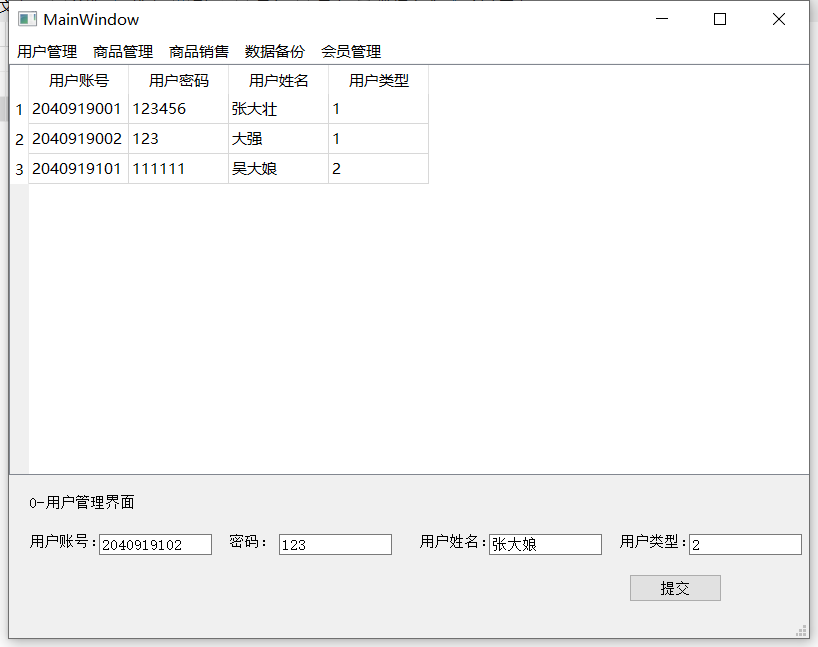 MainWindow
用户管理 商品管理 商品销售 数据备份 会员管理
用户账号 用户密码 用户姓名 用户类型
1 2040919001 123456 张大壮 1
2 2040919002 123 大强 1
3 2040919101 111111 吴大娘 2
0-用户管理界面
用户账号：2040919102 密码：123 用户姓名：张大娘 用户类型：2
提交